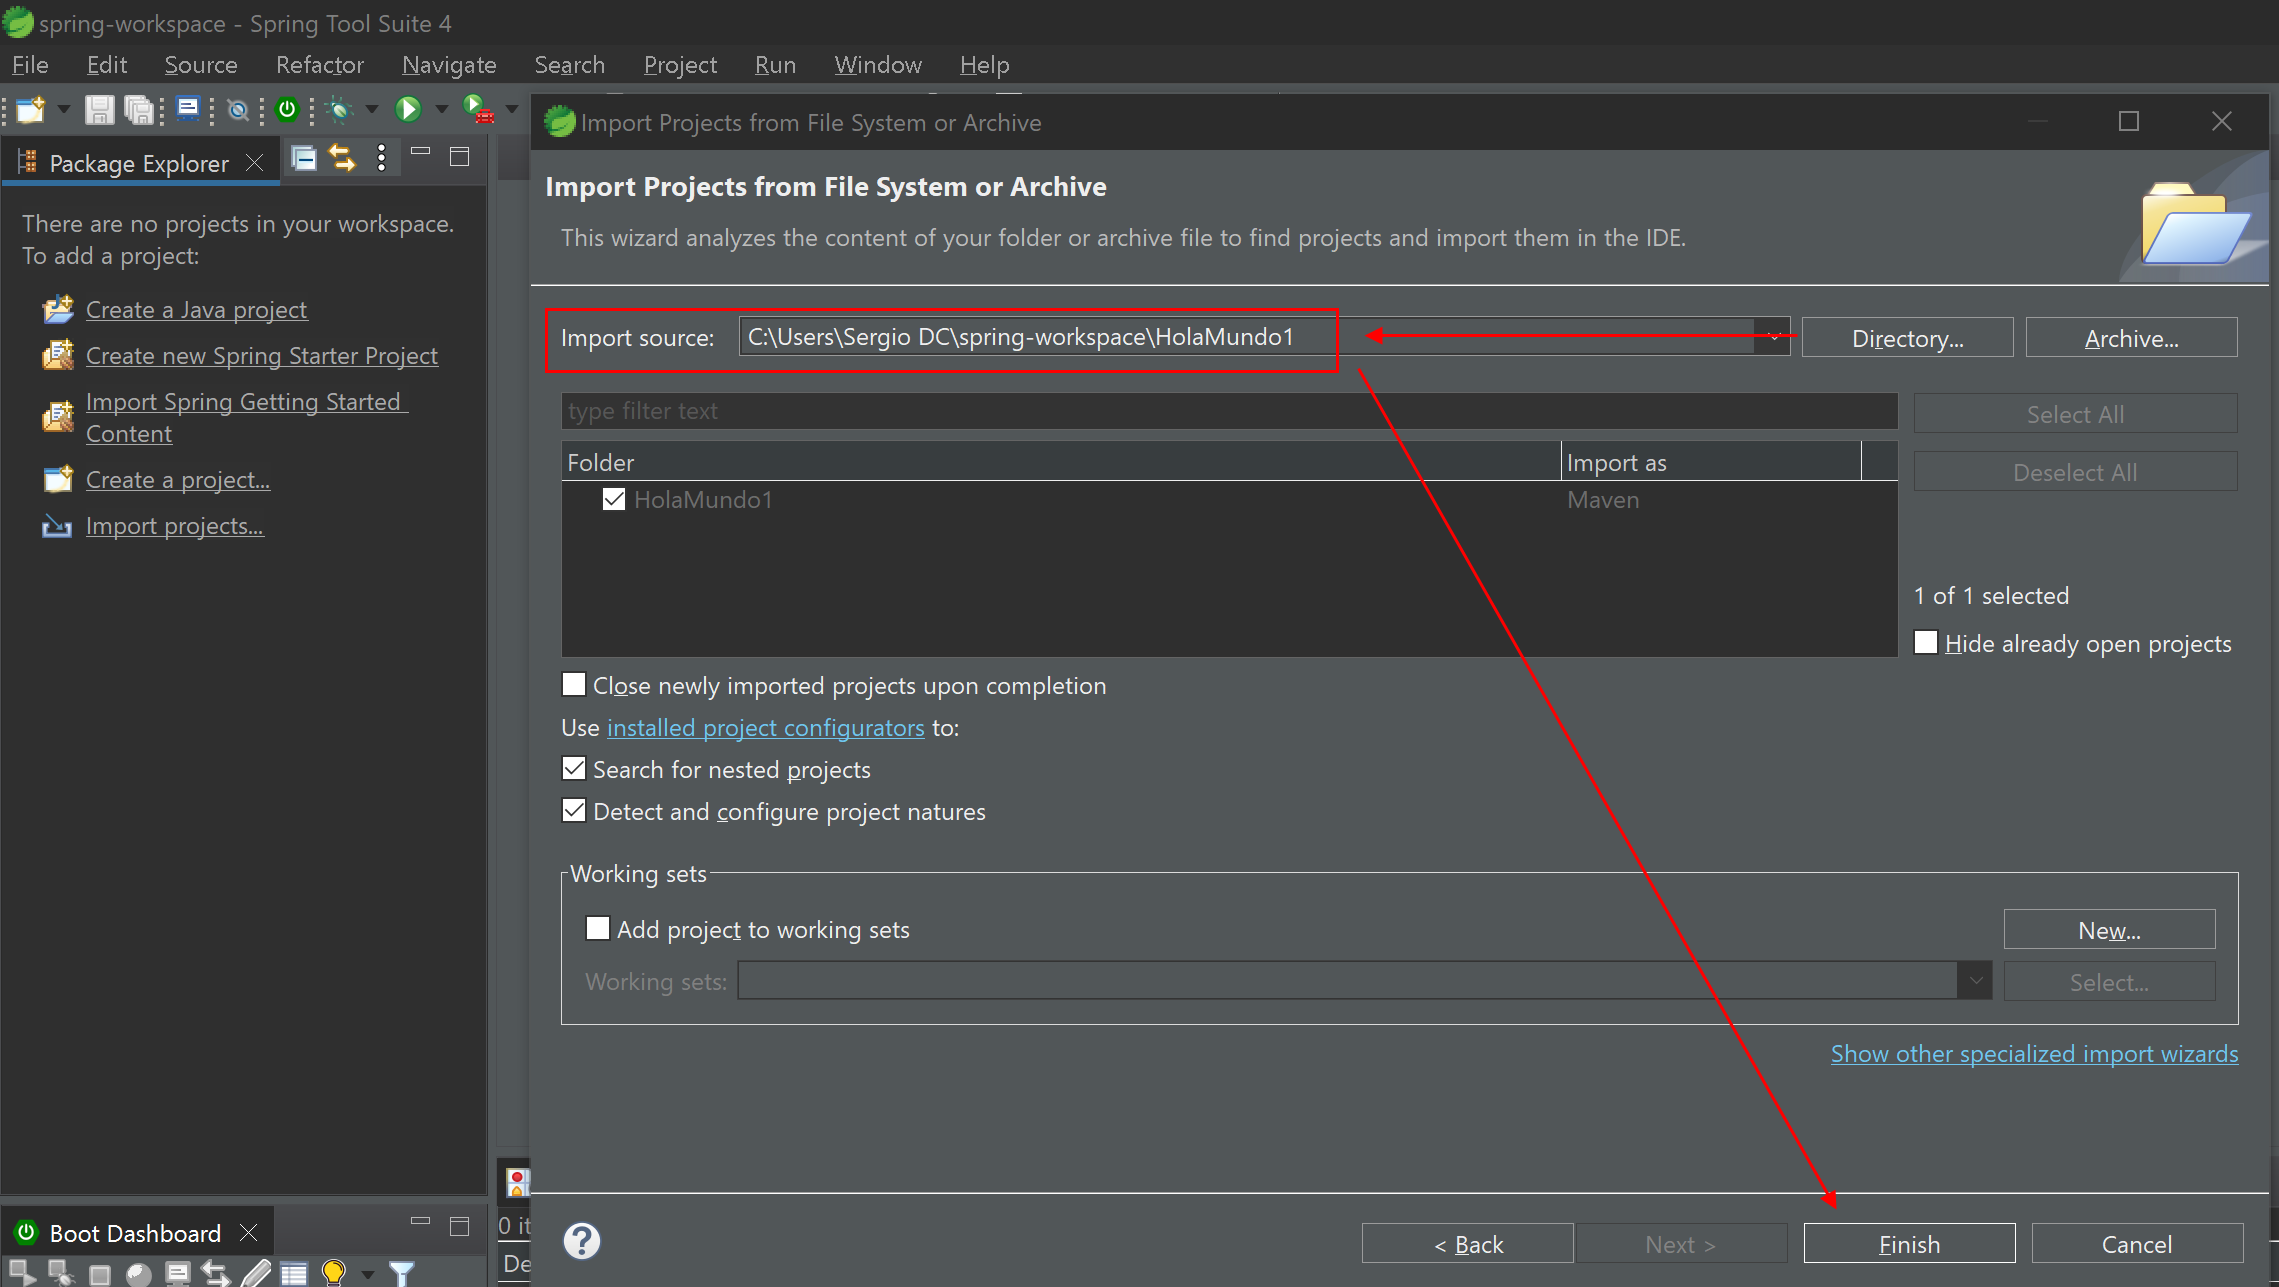 spring-workspace - Spring Tool Suite 4
File Edit Source Refactor Navigate Search Project Run Window Help
Package Explorer
There are no projects in your workspace.
To add a project:
Create a Java project
Create new Spring Starter Project
Import Spring Getting Started
Content
Create a project...
Import projects...
Import Projects from File System or Archive
Import Projects from File System or Archive
This wizard analyzes the content of your folder or archive file to find projects and import them in the IDE.
Import source: C:\Users\Sergio DC\spring-workspace\HolaMundo1 Directory... Archive...
type filter text
Select All
Folder Import as
Deselect All
HolaMundo1 Maven
1 of 1 selected
Hide already open projects
Close newly imported projects upon completion
Use installed project configurators to:
Search for nested projects
Detect and configure project natures
Working sets
Add project to working sets
New...
Working sets:
Select...
Show other specialized import wizards
Boot Dashboard
0 it
De
< Back Next > Finish Cancel